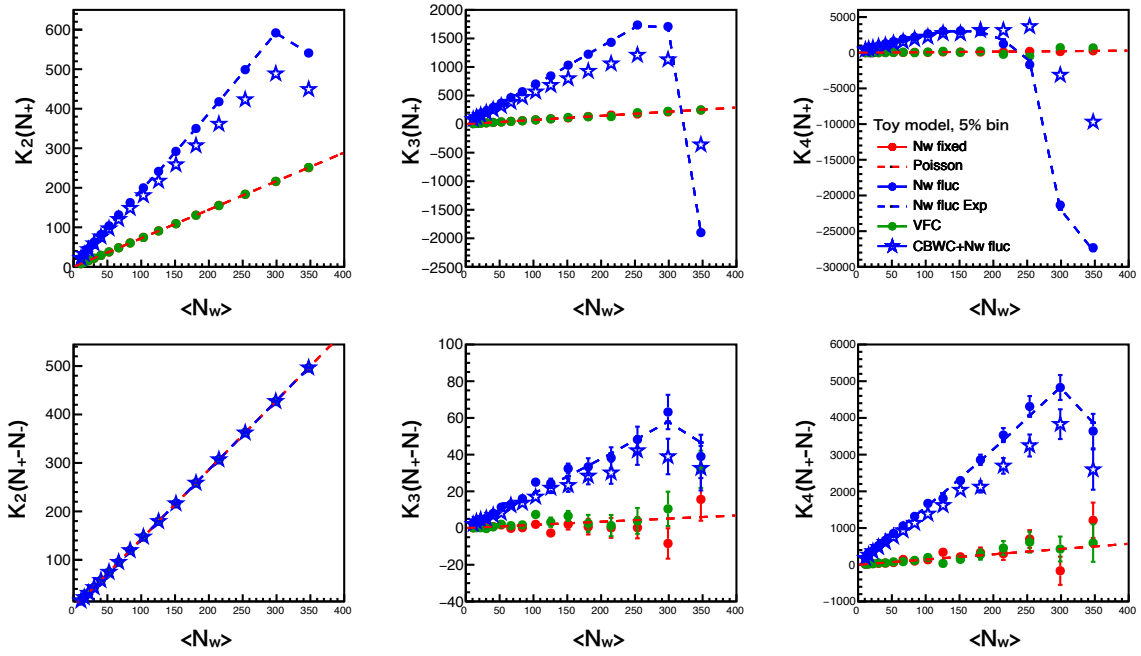 K2(N+)
600
500
400
300
200
100
0
0 50 100 150 200 250 300 350 400
<Nw>
K3(N+)
2000
1500
1000
500
0
−500
−1000
−1500
−2000
−2500
0 50 100 150 200 250 300 350 400
<Nw>
K4(N+)
5000
0
−5000
−10000
−15000
−20000
−25000
−30000
Toy model, 5% bin
Nw fixed
Poisson
Nw fluc
Nw fluc Exp
VFC
CBWC+Nw fluc
0 50 100 150 200 250 300 350 400
<Nw>
K2(N+-N-)
500
400
300
200
100
0
0 50 100 150 200 250 300 350 400
<Nw>
K3(N+-N-)
100
80
60
40
20
0
−20
−40
0 50 100 150 200 250 300 350 400
<Nw>
K4(N+-N-)
6000
5000
4000
3000
2000
1000
0
−1000
0 50 100 150 200 250 300 350 400
<Nw>